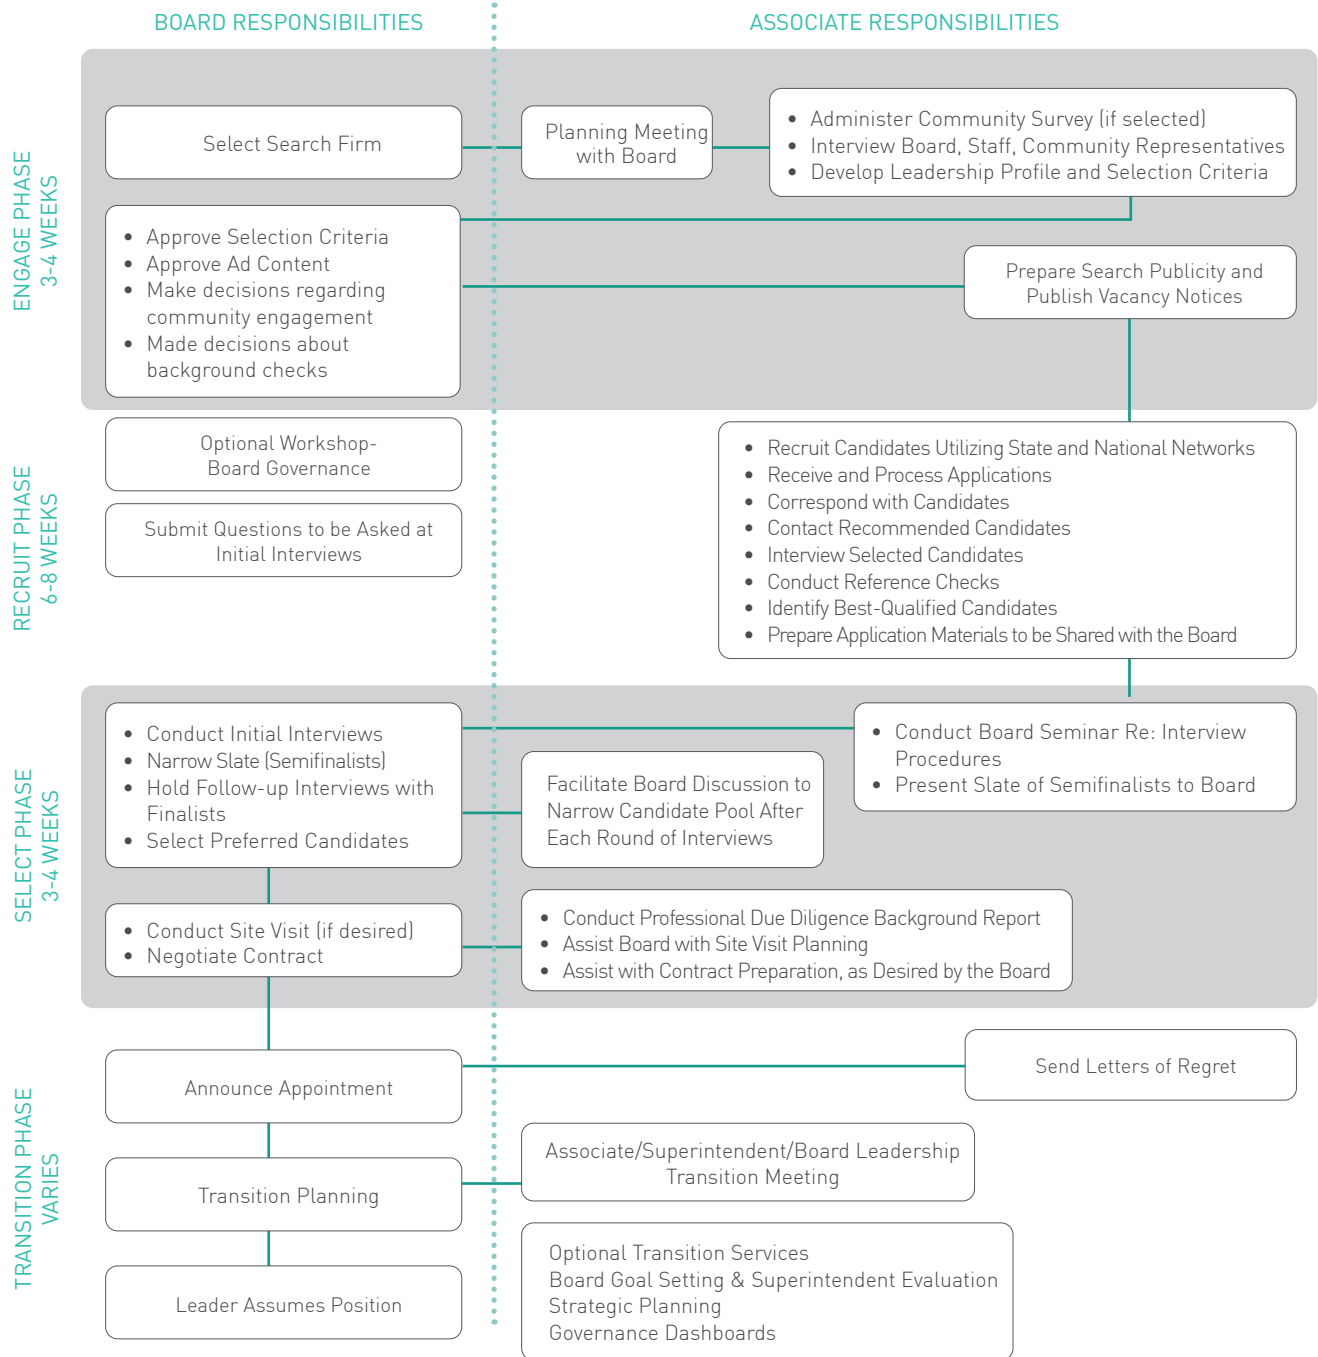 BOARD RESPONSIBILITIES
ASSOCIATE RESPONSIBILITIES
ENGAGE PHASE
3-4 WEEKS
Select Search Firm
Planning Meeting
with Board
• Administer Community Survey (if selected)
• Interview Board, Staff, Community Representatives
• Develop Leadership Profile and Selection Criteria
• Approve Selection Criteria
• Approve Ad Content
• Make decisions regarding
community engagement
• Made decisions about
background checks
Prepare Search Publicity and
Publish Vacancy Notices
RECRUIT PHASE
6-8 WEEKS
Optional Workshop-
Board Governance
Submit Questions to be Asked at
Initial Interviews
• Recruit Candidates Utilizing State and National Networks
• Receive and Process Applications
• Correspond with Candidates
• Contact Recommended Candidates
• Interview Selected Candidates
• Conduct Reference Checks
• Identify Best-Qualified Candidates
• Prepare Application Materials to be Shared with the Board
SELECT PHASE
3-4 WEEKS
• Conduct Initial Interviews
• Narrow Slate (Semifinalists)
• Hold Follow-up Interviews with
Finalists
• Select Preferred Candidates
Facilitate Board Discussion to
Narrow Candidate Pool After
Each Round of Interviews
• Conduct Board Seminar Re: Interview
Procedures
• Present Slate of Semifinalists to Board
• Conduct Site Visit (if desired)
• Negotiate Contract
• Conduct Professional Due Diligence Background Report
• Assist Board with Site Visit Planning
• Assist with Contract Preparation, as Desired by the Board
TRANSITION PHASE
VARIES
Announce Appointment
Send Letters of Regret
Transition Planning
Associate/Superintendent/Board Leadership
Transition Meeting
Leader Assumes Position
Optional Transition Services
Board Goal Setting & Superintendent Evaluation
Strategic Planning
Governance Dashboards